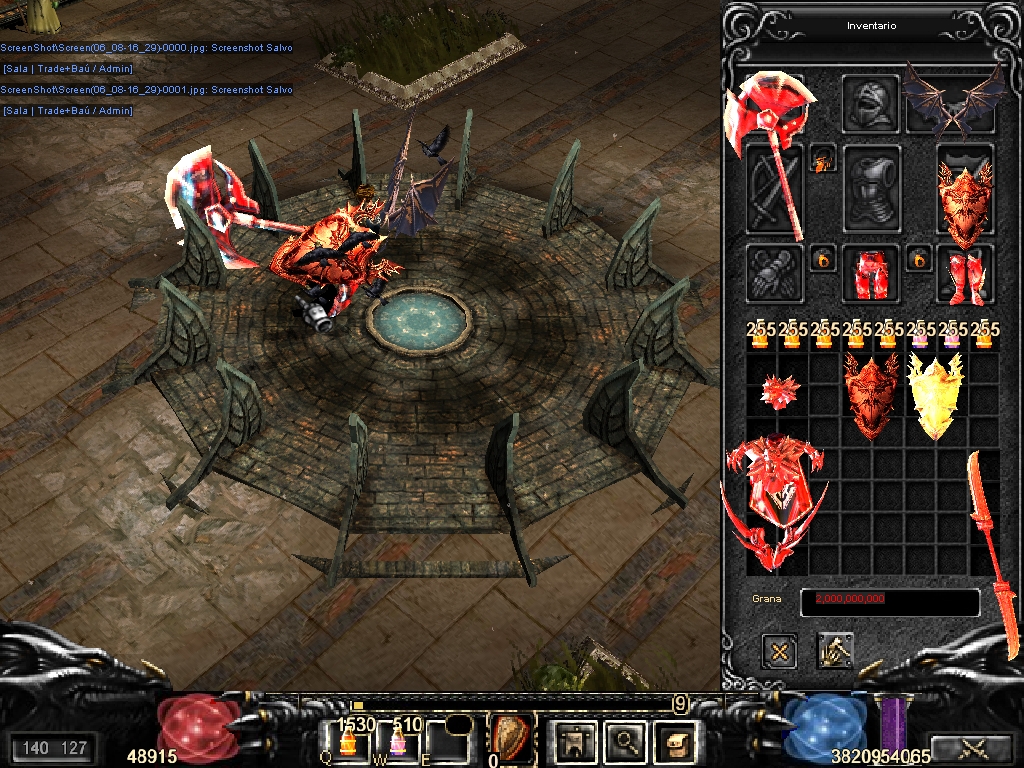 ScreenShot\Screen(06_08-16_29)-0000.jpg: Screenshot Salvo
[Sala | Trade+Baú / Admin]
ScreenShot\Screen(06_08-16_29)-0001.jpg: Screenshot Salvo
[Sala | Trade+Baú / Admin]
Inventario
255 255 255 255 255 255 255 255
Grana 2,000,000,000
9
1530 510
Q W E 0
140 127
48915
3820954065